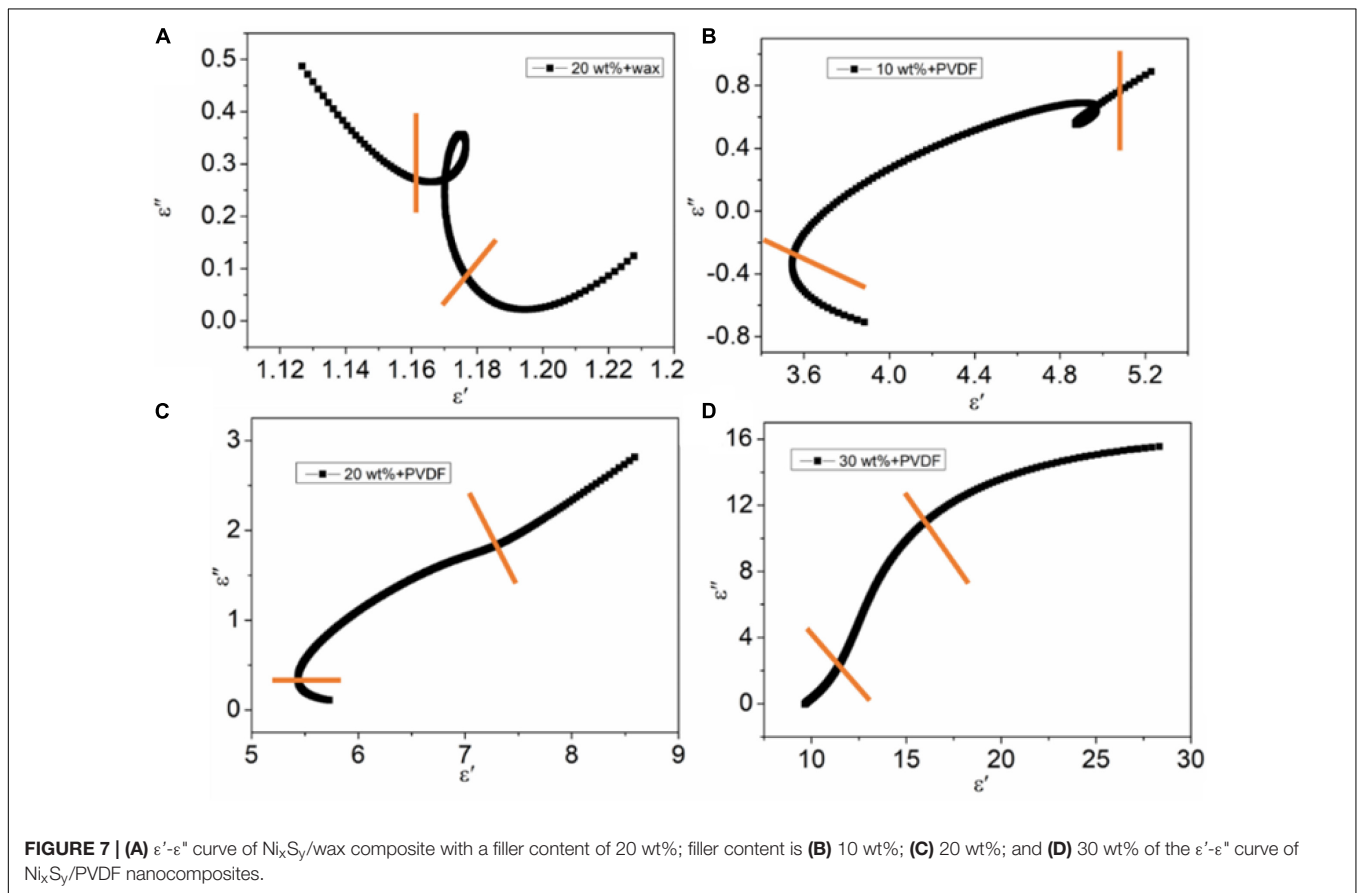 A
0.5
0.4
0.3
0.2
0.1
0.0
ε″
20 wt%+wax
1.12 1.14 1.16 1.18 1.20 1.22 1.2
ε′
B
0.8
0.4
0.0
-0.4
-0.8
ε″
10 wt%+PVDF
3.6 4.0 4.4 4.8 5.2
ε′
C
3
2
1
0
ε″
20 wt%+PVDF
5 6 7 8 9
ε′
D
16
12
8
4
0
ε″
30 wt%+PVDF
10 15 20 25 30
ε′
FIGURE 7 | (A) ε′-ε" curve of NixSy/wax composite with a filler content of 20 wt%; filler content is (B) 10 wt%; (C) 20 wt%; and (D) 30 wt% of the ε′-ε" curve of
NixSy/PVDF nanocomposites.